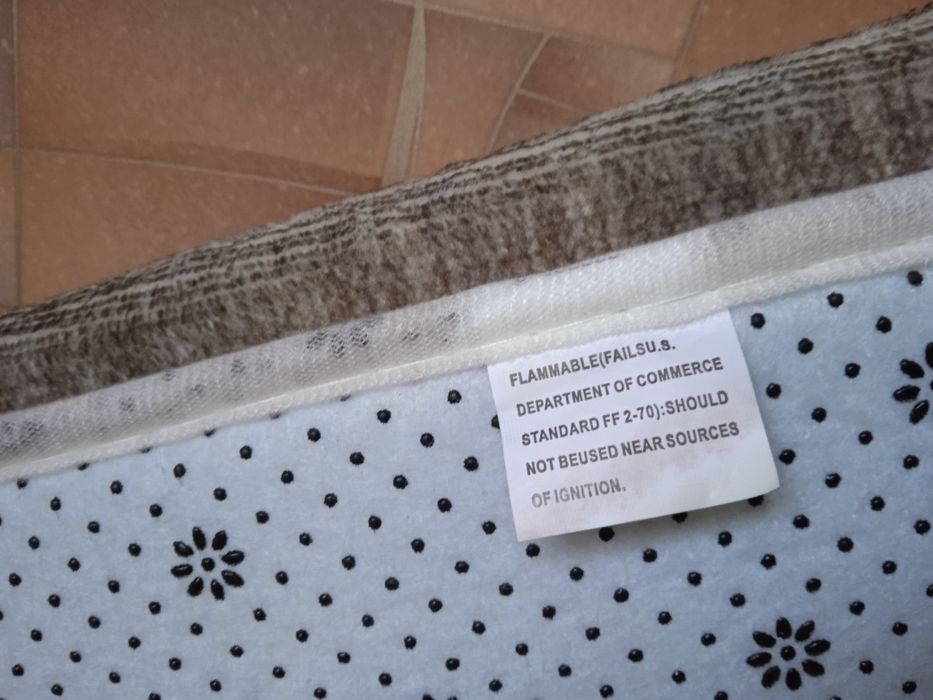 FLAMMABLE(FAILSU.s.
DEPARTMENT OF COMMERCE
STANDARD FF 2-70):SHOULD
NOT BEUSED NEAR SOURCES
OF IGNITION.